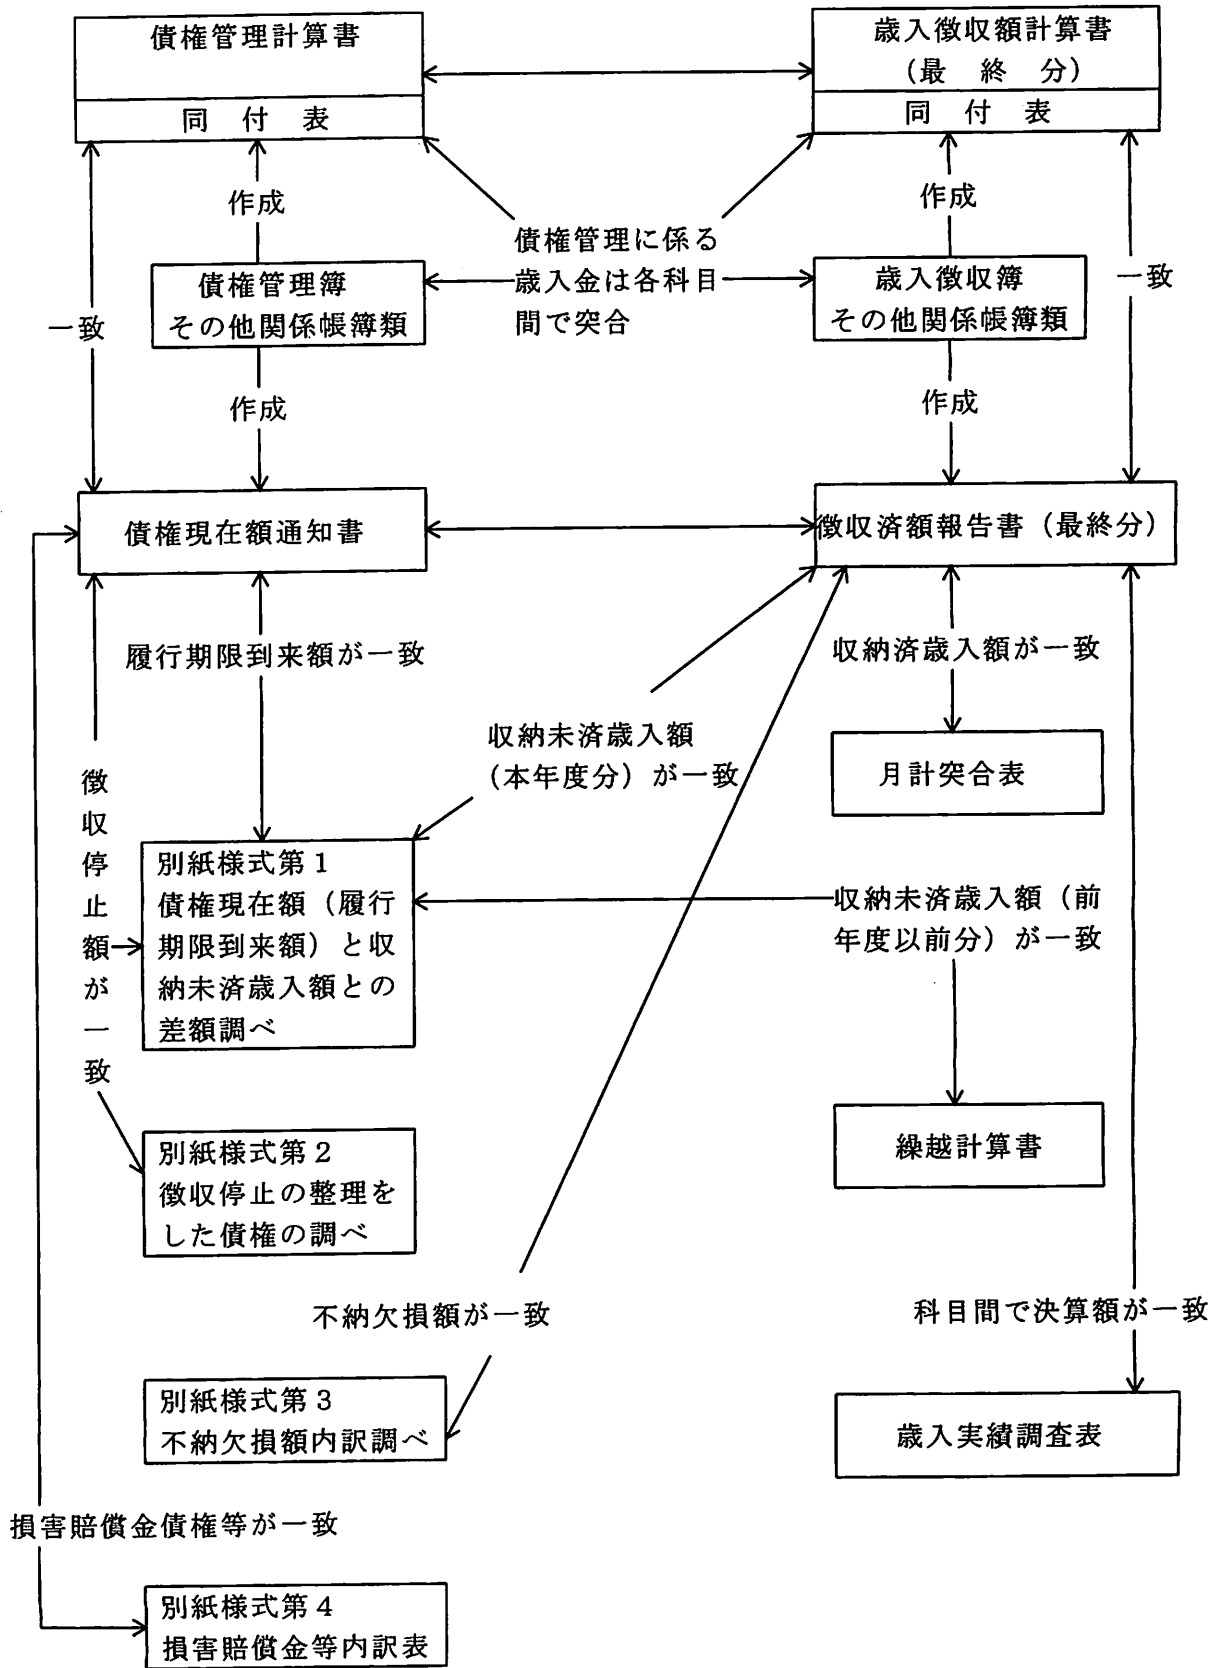 債権管理計算書
同 付 表
歳入徴収額計算書
(最 終 分)
同 付 表
作成
作成
債権管理に係る
歳入金は各科目
間で突合
債権管理簿
その他関係帳簿類
歳入徴収簿
その他関係帳簿類
一致
一致
作成
作成
債権現在額通知書
徴収済額報告書(最終分)
履行期限到来額が一致
収納済歳入額が一致
収納未済歳入額
(本年度分)が一致
月計突合表
徴収停止額が一致
別紙様式第1
債権現在額(履行
期限到来額)と収
納未済歳入額との
差額調べ
収納未済歳入額(前
年度以前分)が一致
繰越計算書
別紙様式第2
徴収停止の整理を
した債権の調べ
不納欠損額が一致
科目間で決算額が一致
別紙様式第3
不納欠損額内訳調べ
歳入実績調査表
損害賠償金債権等が一致
別紙様式第4
損害賠償金等内訳表